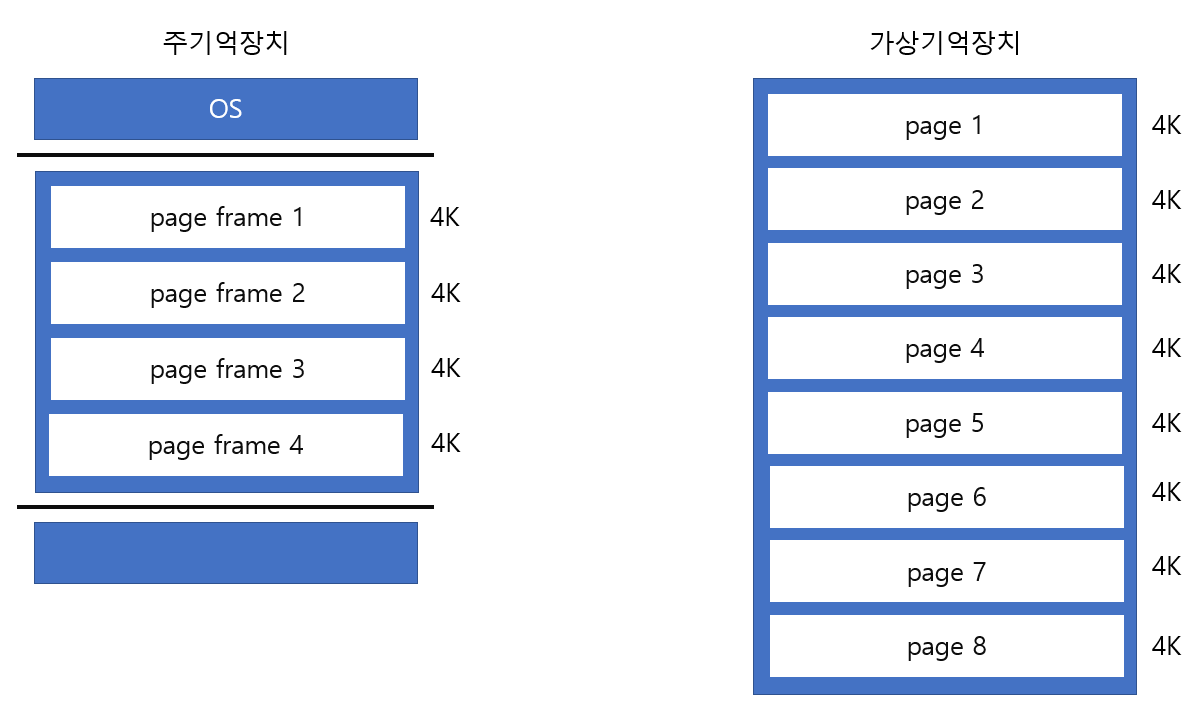 주기억장치
OS
page frame 1 4K
page frame 2 4K
page frame 3 4K
page frame 4 4K
가상기억장치
page 1 4K
page 2 4K
page 3 4K
page 4 4K
page 5 4K
page 6 4K
page 7 4K
page 8 4K